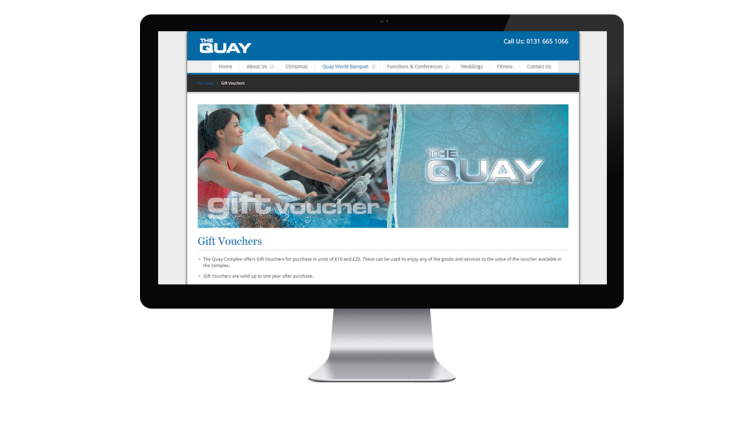 THE
QUAY
Call Us: 0131 665 1066
Home About Us Christmas Quay World Banquet Functions & Conferences Weddings Fitness Contact Us
Gift Vouchers
THE
QUAY
gift voucher
Gift Vouchers
The Quay Complex offers Gift Vouchers for purchase in units of £10 and £20. These can be used to enjoy any of the goods and services to the value of the voucher available in
the complex.
Gift Vouchers are valid up to one year after purchase.